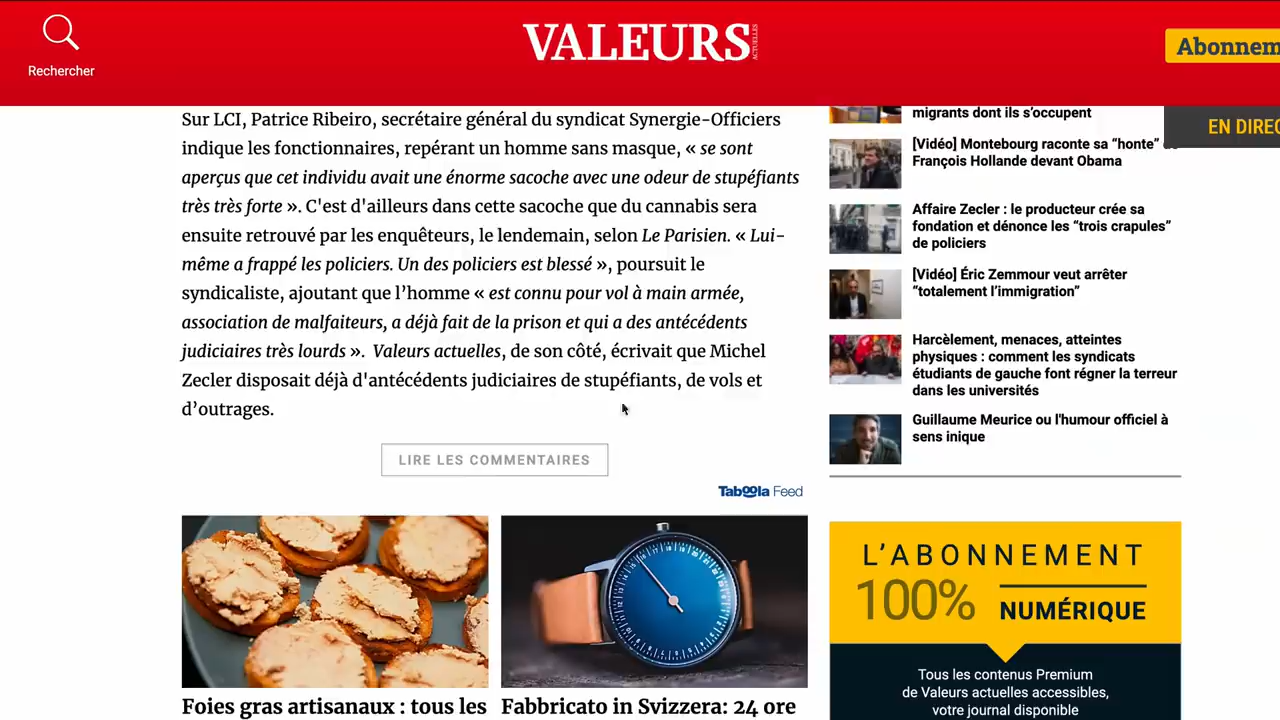 Rechercher
VALEURS
ACTUELLES
Abonnem
EN DIREC
Sur LCI, Patrice Ribeiro, secrétaire général du syndicat Synergie-Officiers
indique les fonctionnaires, repérant un homme sans masque, « se sont
aperçus que cet individu avait une énorme sacoche avec une odeur de stupéfiants
très très forte ». C'est d'ailleurs dans cette sacoche que du cannabis sera
ensuite retrouvé par les enquêteurs, le lendemain, selon Le Parisien. « Lui-
même a frappé les policiers. Un des policiers est blessé », poursuit le
syndicaliste, ajoutant que l’homme « est connu pour vol à main armée,
association de malfaiteurs, a déjà fait de la prison et qui a des antécédents
judiciaires très lourds ». Valeurs actuelles, de son côté, écrivait que Michel
Zecler disposait déjà d'antécédents judiciaires de stupéfiants, de vols et
d’outrages.
LIRE LES COMMENTAIRES
Taboola Feed
Foies gras artisanaux : tous les
Fabbricato in Svizzera: 24 ore
migrants dont ils s’occupent
[Vidéo] Montebourg raconte sa “honte” de
François Hollande devant Obama
Affaire Zecler : le producteur crée sa
fondation et dénonce les “trois crapules”
de policiers
[Vidéo] Éric Zemmour veut arrêter
“totalement l’immigration”
Harcèlement, menaces, atteintes
physiques : comment les syndicats
étudiants de gauche font régner la terreur
dans les universités
Guillaume Meurice ou l'humour officiel à
sens inique
L’ABONNEMENT
100% NUMÉRIQUE
Tous les contenus Premium
de Valeurs actuelles accessibles,
votre journal disponible